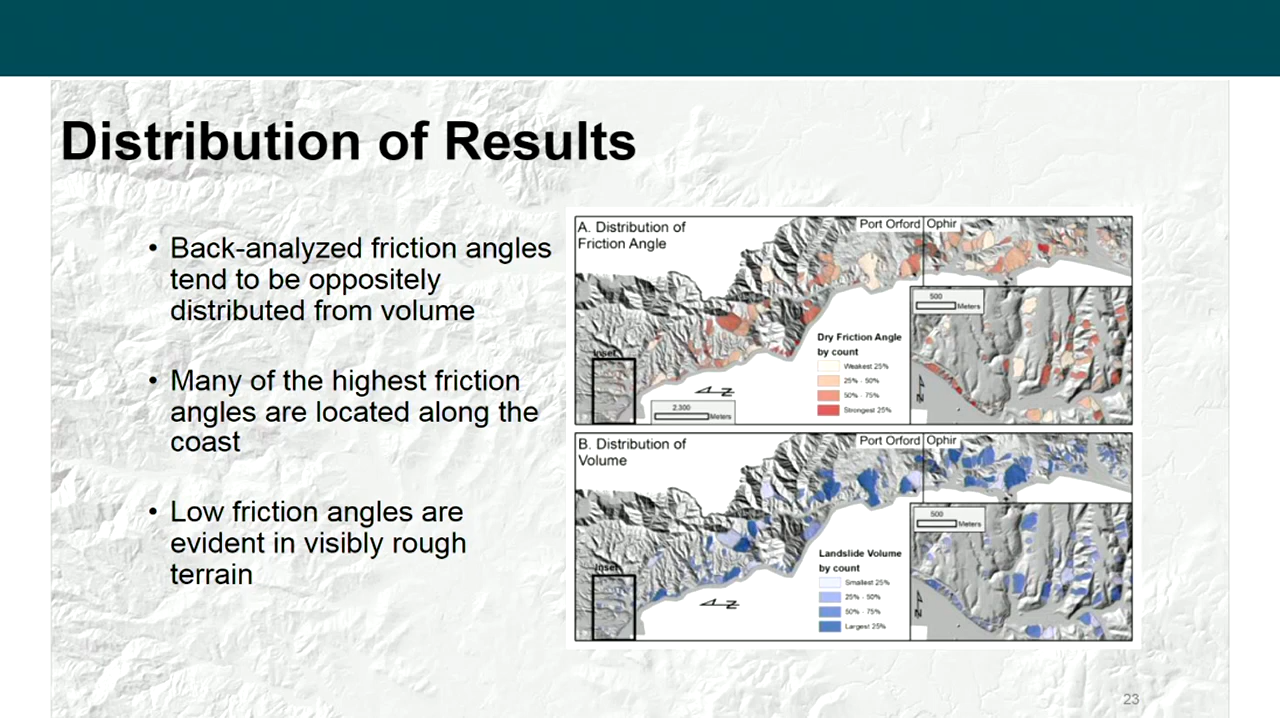 Distribution of Results
• Back-analyzed friction angles
tend to be oppositely
distributed from volume
• Many of the highest friction
angles are located along the
coast
• Low friction angles are
evident in visibly rough
terrain
A. Distribution of
Friction Angle
Port Orford
Ophir
500
Meters
Inset
Dry Friction Angle
by count
Weakest 25%
25% - 50%
50% - 75%
Strongest 25%
N
2,300
Meters
N
B. Distribution of
Volume
Port Orford
Ophir
500
Meters
Inset
Landslide Volume
by count
Smallest 25%
25% - 50%
50% - 75%
Largest 25%
N
N
23